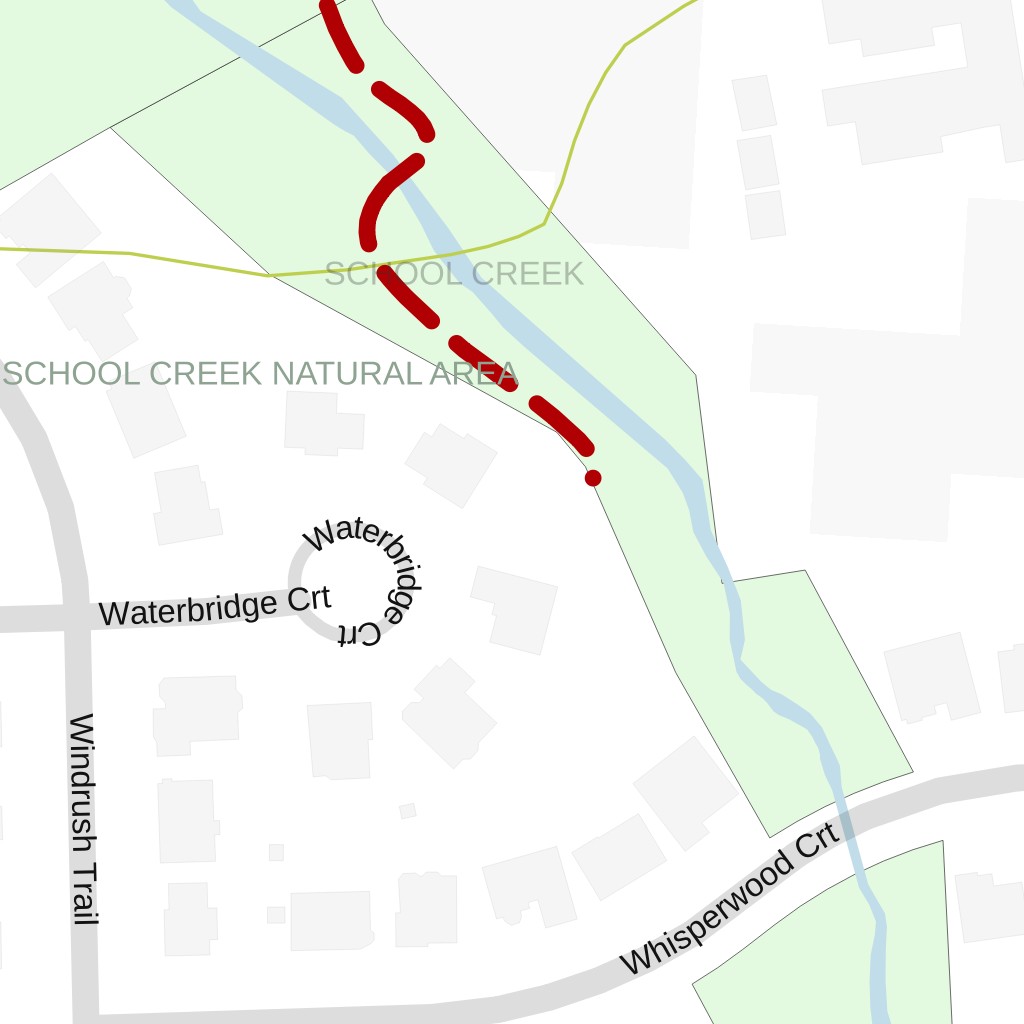 SCHOOL CREEK
SCHOOL CREEK NATURAL AREA
Waterbridge Crt
Waterbridge Crt
Windrush Trail
Whisperwood Crt